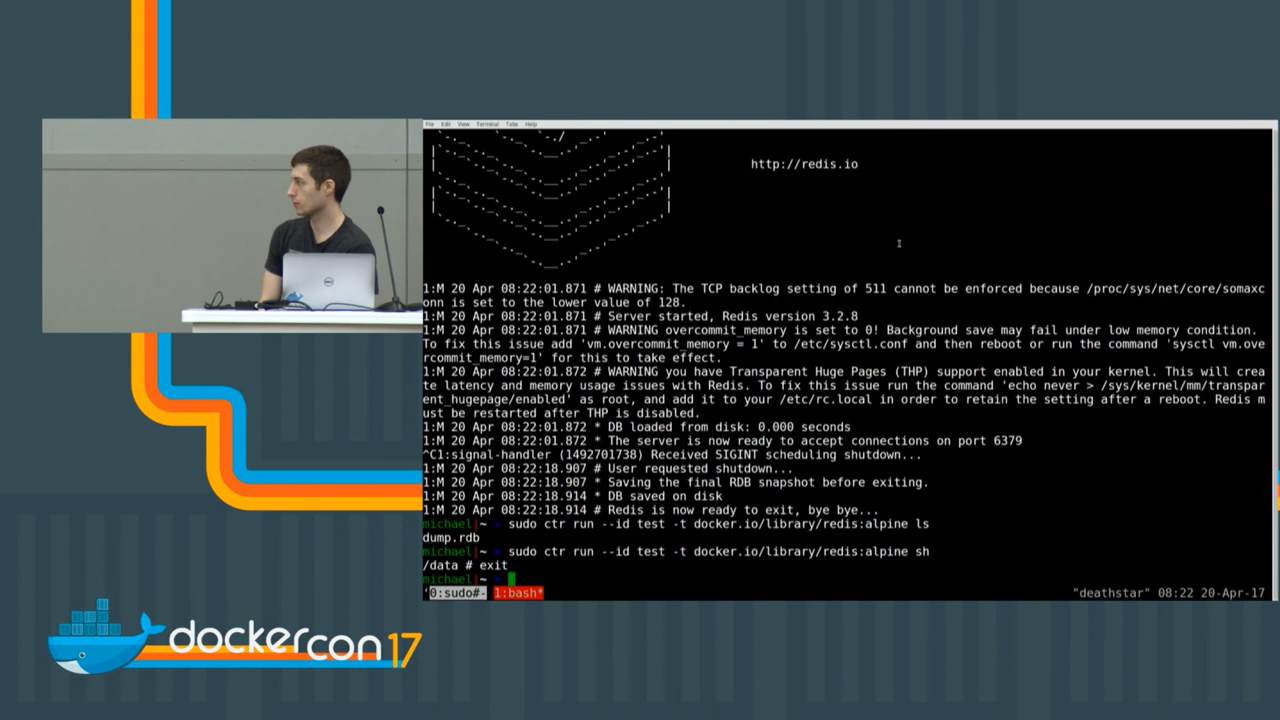 File Edit View Terminal Tabs Help
http://redis.io
1:M 20 Apr 08:22:01.871 # WARNING: The TCP backlog setting of 511 cannot be enforced because /proc/sys/net/core/somaxc
onn is set to the lower value of 128.
1:M 20 Apr 08:22:01.871 # Server started, Redis version 3.2.8
1:M 20 Apr 08:22:01.871 # WARNING overcommit_memory is set to 0! Background save may fail under low memory condition.
To fix this issue add 'vm.overcommit_memory = 1' to /etc/sysctl.conf and then reboot or run the command 'sysctl vm.ove
rcommit_memory=1' for this to take effect.
1:M 20 Apr 08:22:01.872 # WARNING you have Transparent Huge Pages (THP) support enabled in your kernel. This will crea
te latency and memory usage issues with Redis. To fix this issue run the command 'echo never > /sys/kernel/mm/transpar
ent_hugepage/enabled' as root, and add it to your /etc/rc.local in order to retain the setting after a reboot. Redis m
ust be restarted after THP is disabled.
1:M 20 Apr 08:22:01.872 * DB loaded from disk: 0.000 seconds
1:M 20 Apr 08:22:01.872 * The server is now ready to accept connections on port 6379
^C1:signal-handler (1492701738) Received SIGINT scheduling shutdown...
1:M 20 Apr 08:22:18.907 # User requested shutdown...
1:M 20 Apr 08:22:18.907 * Saving the final RDB snapshot before exiting.
1:M 20 Apr 08:22:18.914 * DB saved on disk
1:M 20 Apr 08:22:18.914 # Redis is now ready to exit, bye bye...
michael|~ > sudo ctr run --id test -t docker.io/library/redis:alpine ls
dump.rdb
michael|~ > sudo ctr run --id test -t docker.io/library/redis:alpine sh
/data # exit
michael|~ >
0:sudo#- 1:bash* "deathstar" 08:22 20-Apr-17
dockercon 17
DELL